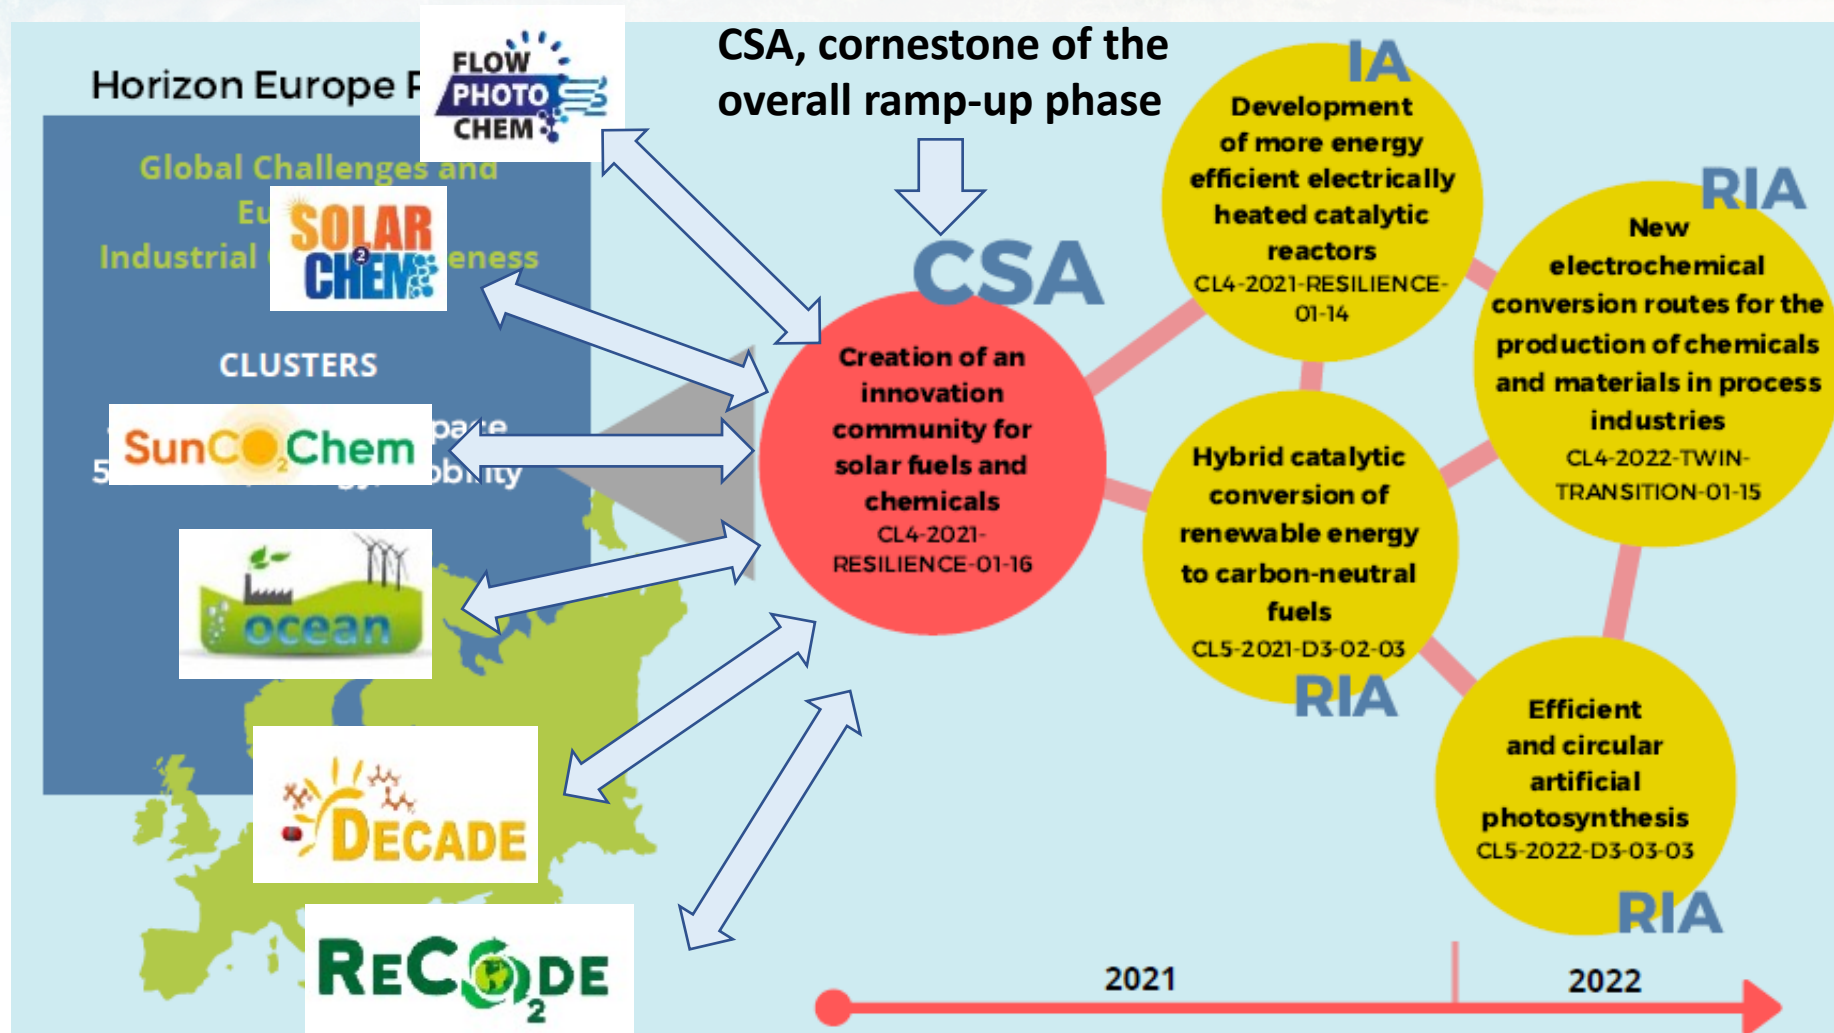 CSA, cornestone of the
overall ramp-up phase
Horizon Europe
Global Challenges and
Industrial
CLUSTERS
5
FLOW
PHOTO
CHEM
SOLAR
2
CHEM
SunCO2Chem
ocean
DECADE
RECO2DE
CSA
Creation of an
innovation
community for
solar fuels and
chemicals
CL4-2021-
RESILIENCE-01-16
IA
Development
of more energy
efficient electrically
heated catalytic
reactors
CL4-2021-RESILIENCE-
01-14
RIA
New
electrochemical
conversion routes for the
production of chemicals
and materials in process
industries
CL4-2022-TWIN-
TRANSITION-01-15
Hybrid catalytic
conversion of
renewable energy
to carbon-neutral
fuels
CL5-2021-D3-02-03
RIA
Efficient
and circular
artificial
photosynthesis
CL5-2022-D3-03-03
RIA
2021
2022